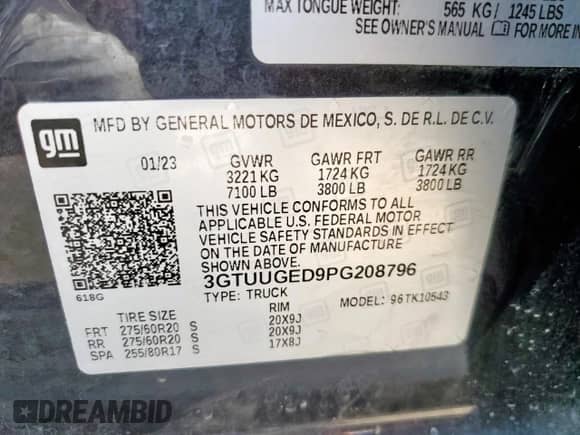 MAX TONGUE WEIGHT: 565 KG / 1245 LBS
SEE OWNER'S MANUAL FOR MORE IN
gm
MFD BY GENERAL MOTORS DE MEXICO, S. DE R.L. DE C.V.
01/23 GVWR GAWR FRT GAWR RR
3221 KG 1724 KG 1724 KG
7100 LB 3800 LB 3800 LB
THIS VEHICLE CONFORMS TO ALL
APPLICABLE U.S. FEDERAL MOTOR
VEHICLE SAFETY STANDARDS IN EFFECT
ON THE DATE OF MANUFACTURE
SHOWN ABOVE.
3GTUUGED9PG208796
618G
TYPE: TRUCK MODEL: 96TK10543
TIRE SIZE RIM
FRT 275/60R20 S 20X9J
RR 275/60R20 S 20X9J
SPA 255/80R17 S 17X8J
DREAMBID